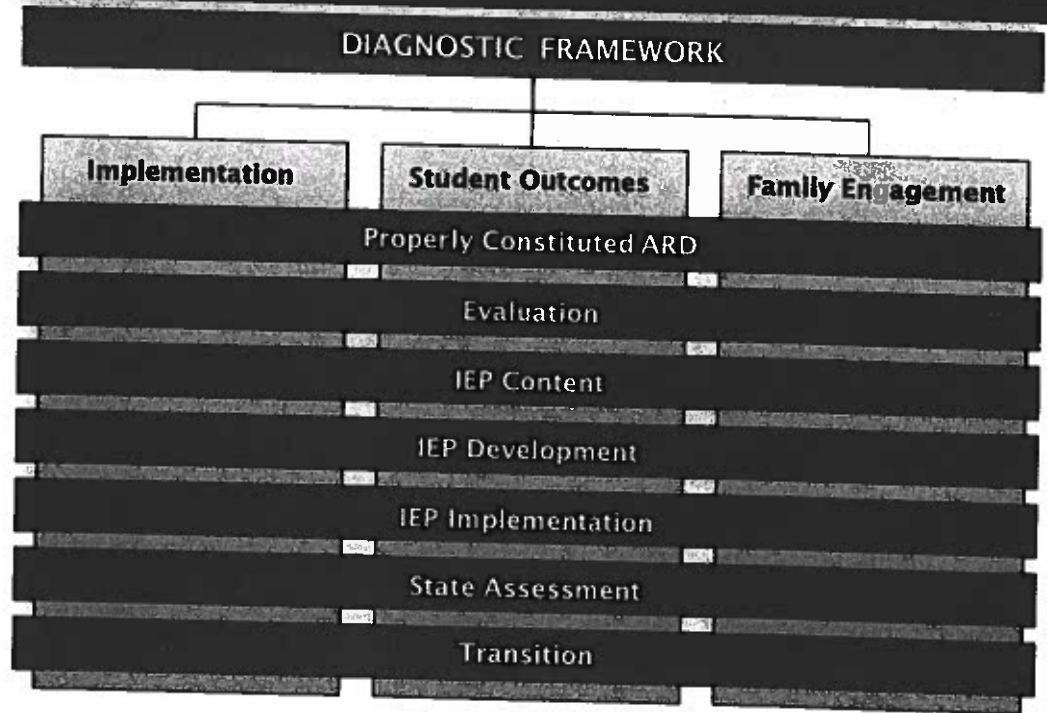 DIAGNOSTIC FRAMEWORK
Implementation
Student Outcomes
Family Engagement
Properly Constituted ARD
Evaluation
IEP Content
IEP Development
IEP Implementation
State Assessment
Transition